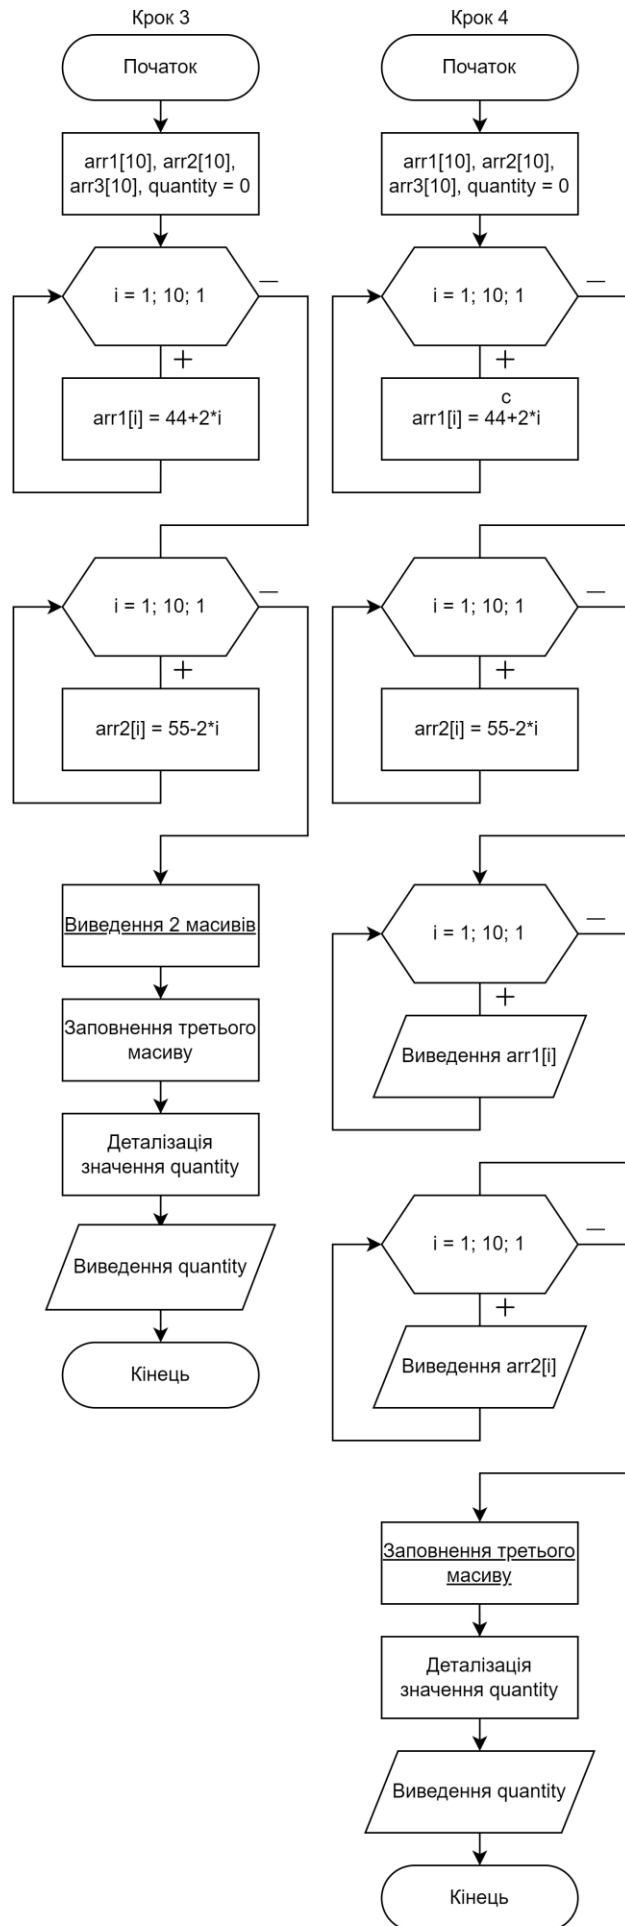 Крок 3
Початок
arr1[10], arr2[10],
arr3[10], quantity = 0
i = 1; 10; 1
—
+
arr1[i] = 44+2*i
i = 1; 10; 1
—
+
arr2[i] = 55-2*i
Виведення 2 масивів
Заповнення третього
масиву
Деталізація
значення quantity
Виведення quantity
Кінець
Крок 4
Початок
arr1[10], arr2[10],
arr3[10], quantity = 0
i = 1; 10; 1
—
+
c
arr1[i] = 44+2*i
i = 1; 10; 1
—
+
arr2[i] = 55-2*i
i = 1; 10; 1
—
+
Виведення arr1[i]
i = 1; 10; 1
—
+
Виведення arr2[i]
Заповнення третього
масиву
Деталізація
значення quantity
Виведення quantity
Кінець